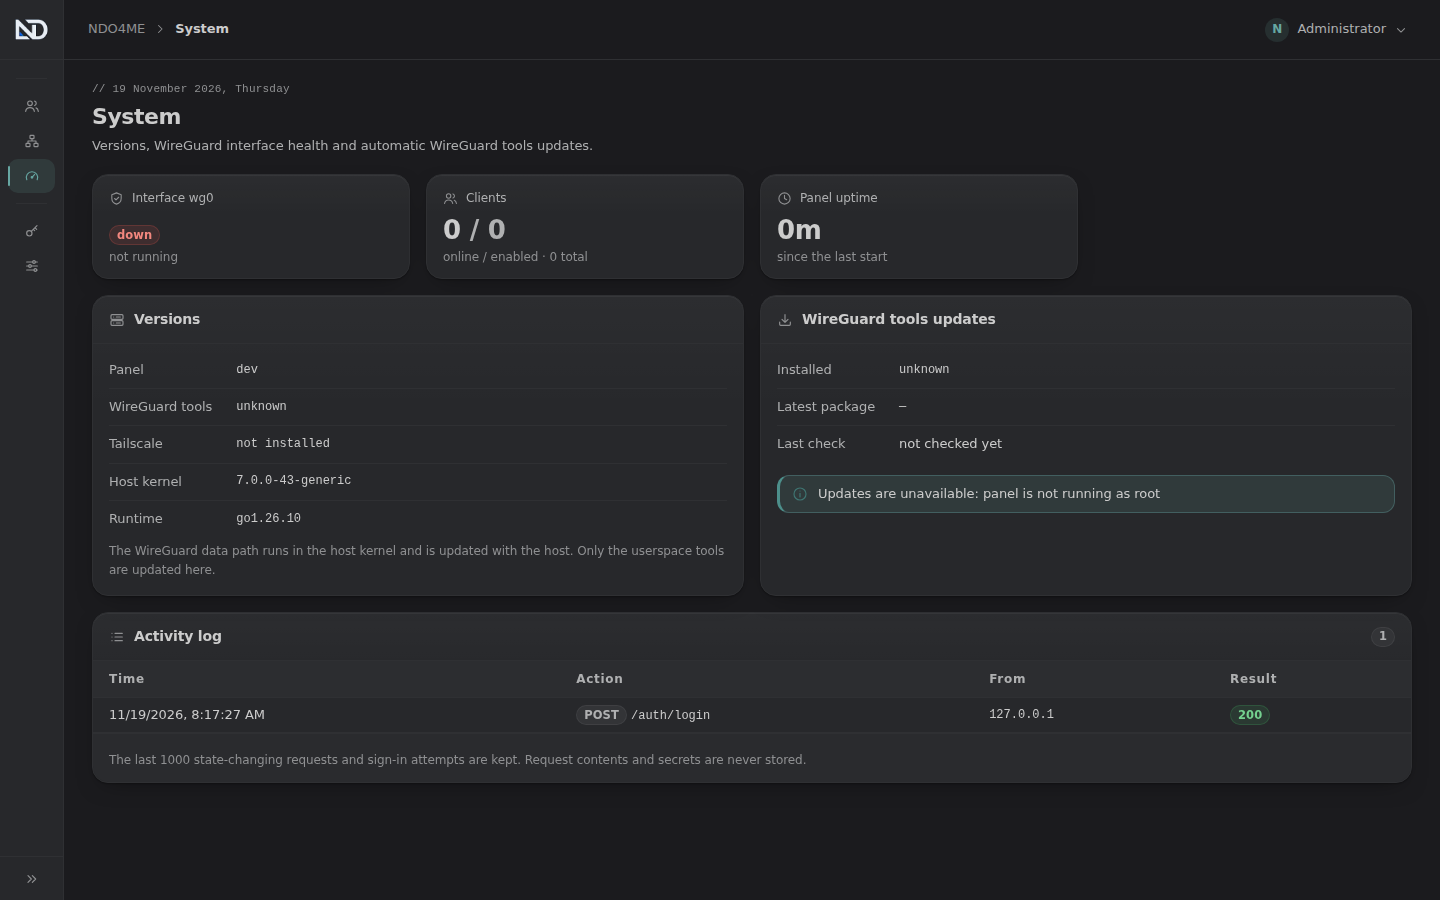 ND
NDO4ME > System
N Administrator
// 19 November 2026, Thursday
System
Versions, WireGuard interface health and automatic WireGuard tools updates.
Interface wg0
down
not running
Clients
0 / 0
online / enabled · 0 total
Panel uptime
0m
since the last start
Versions
Panel dev
WireGuard tools unknown
Tailscale not installed
Host kernel 7.0.0-43-generic
Runtime go1.26.10
The WireGuard data path runs in the host kernel and is updated with the host. Only the userspace tools
are updated here.
WireGuard tools updates
Installed unknown
Latest package —
Last check not checked yet
Updates are unavailable: panel is not running as root
Activity log 1
Time Action From Result
11/19/2026, 8:17:27 AM POST /auth/login 127.0.0.1 200
The last 1000 state-changing requests and sign-in attempts are kept. Request contents and secrets are never stored.